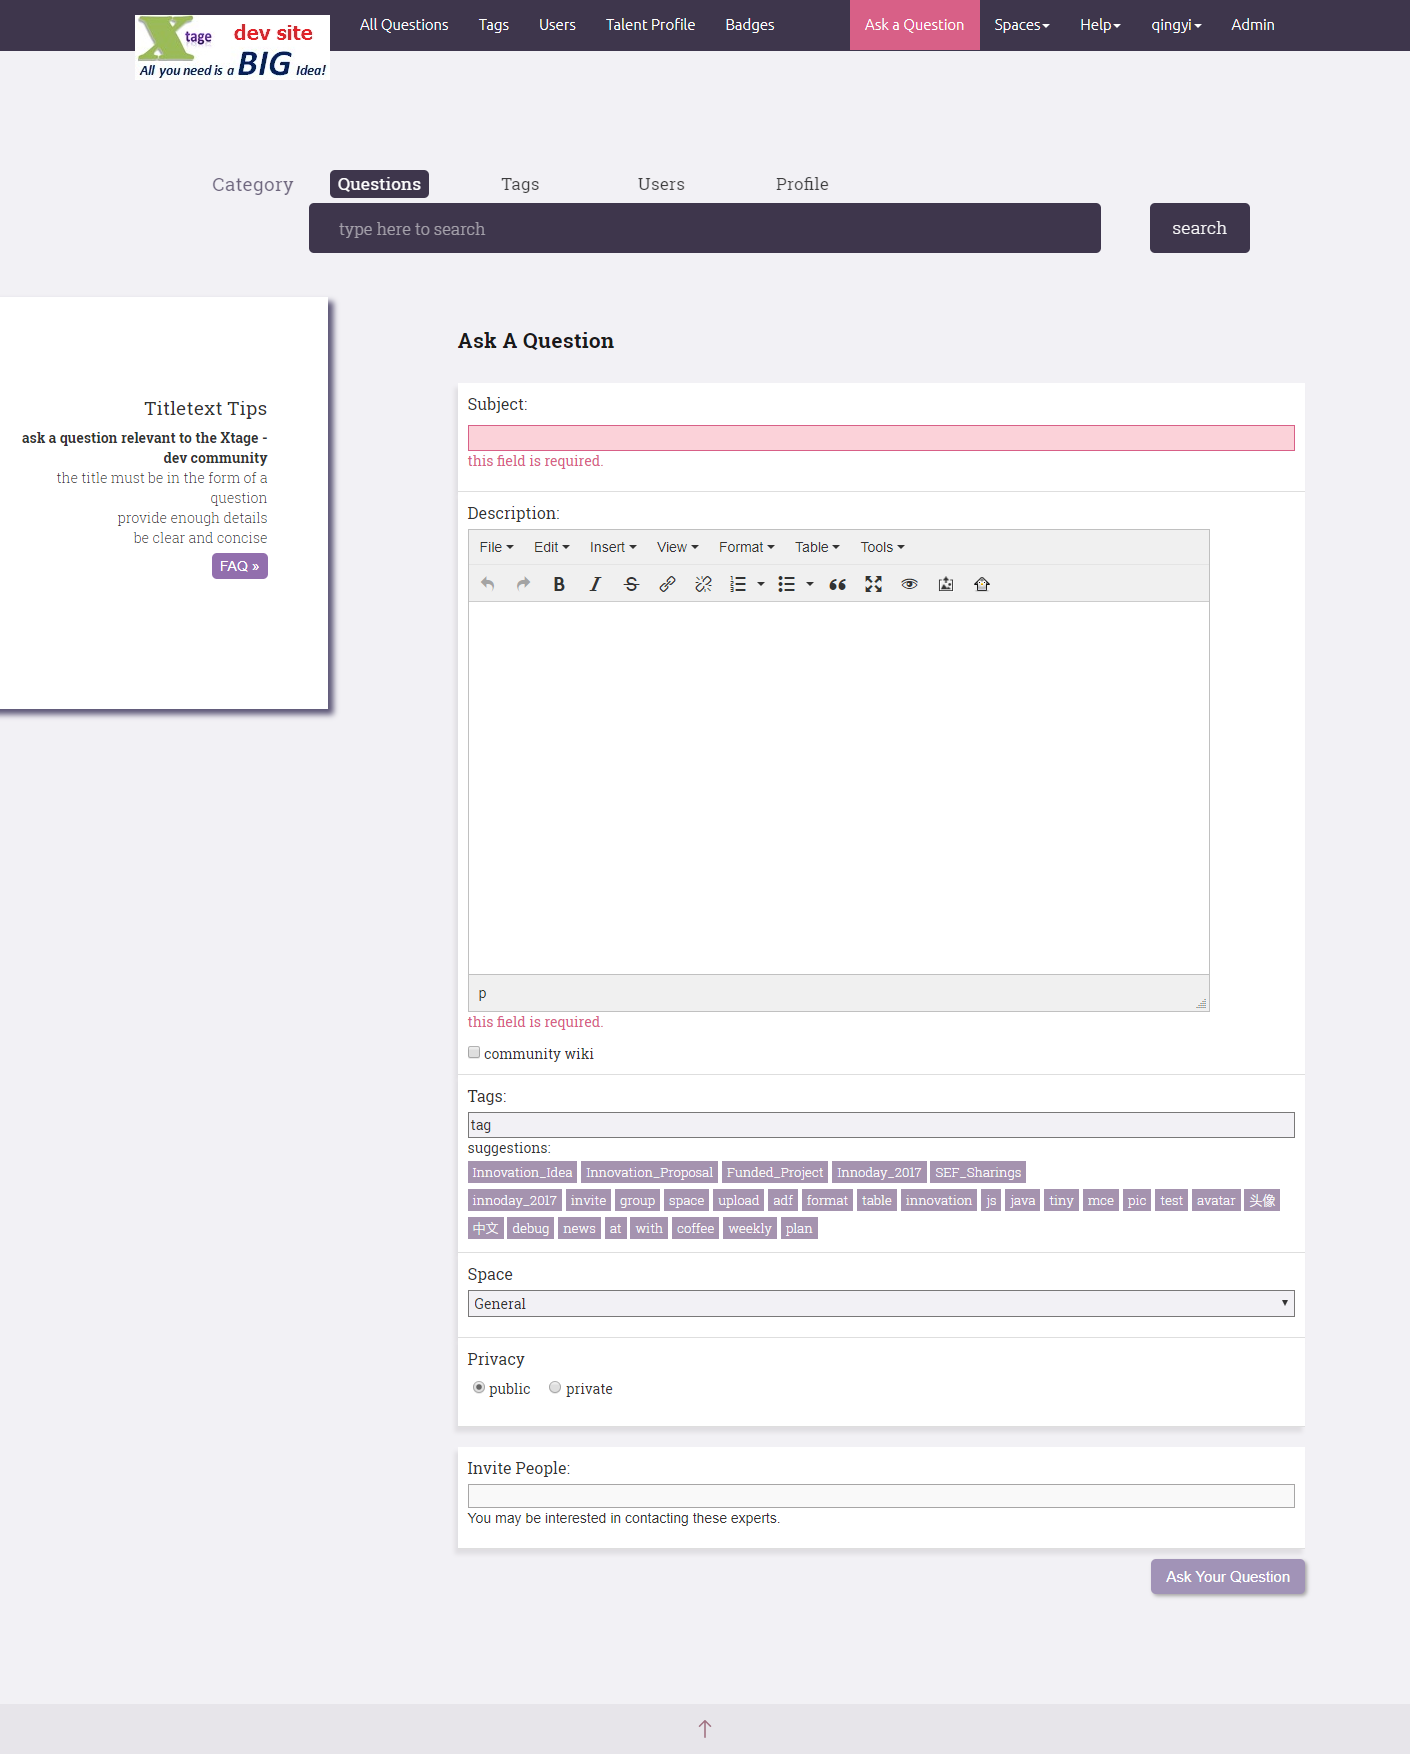 Xtage dev site
All you need is a BIG Idea!
All Questions Tags Users Talent Profile Badges Ask a Question Spaces Help qingyi Admin
Category Questions Tags Users Profile
type here to search search
Ask A Question
Titletext Tips
ask a question relevant to the Xtage -
dev community
the title must be in the form of a
question
provide enough details
be clear and concise
FAQ »
Subject:
this field is required.
Description:
File Edit Insert View Format Table Tools
p
this field is required.
community wiki
Tags:
tag
suggestions:
Innovation_Idea Innovation_Proposal Funded_Project Innoday_2017 SEF_Sharings
innoday_2017 invite group space upload adf format table innovation js java tiny mce pic test avatar 头像
中文 debug news at with coffee weekly plan
Space
General
Privacy
public private
Invite People:
You may be interested in contacting these experts.
Ask Your Question